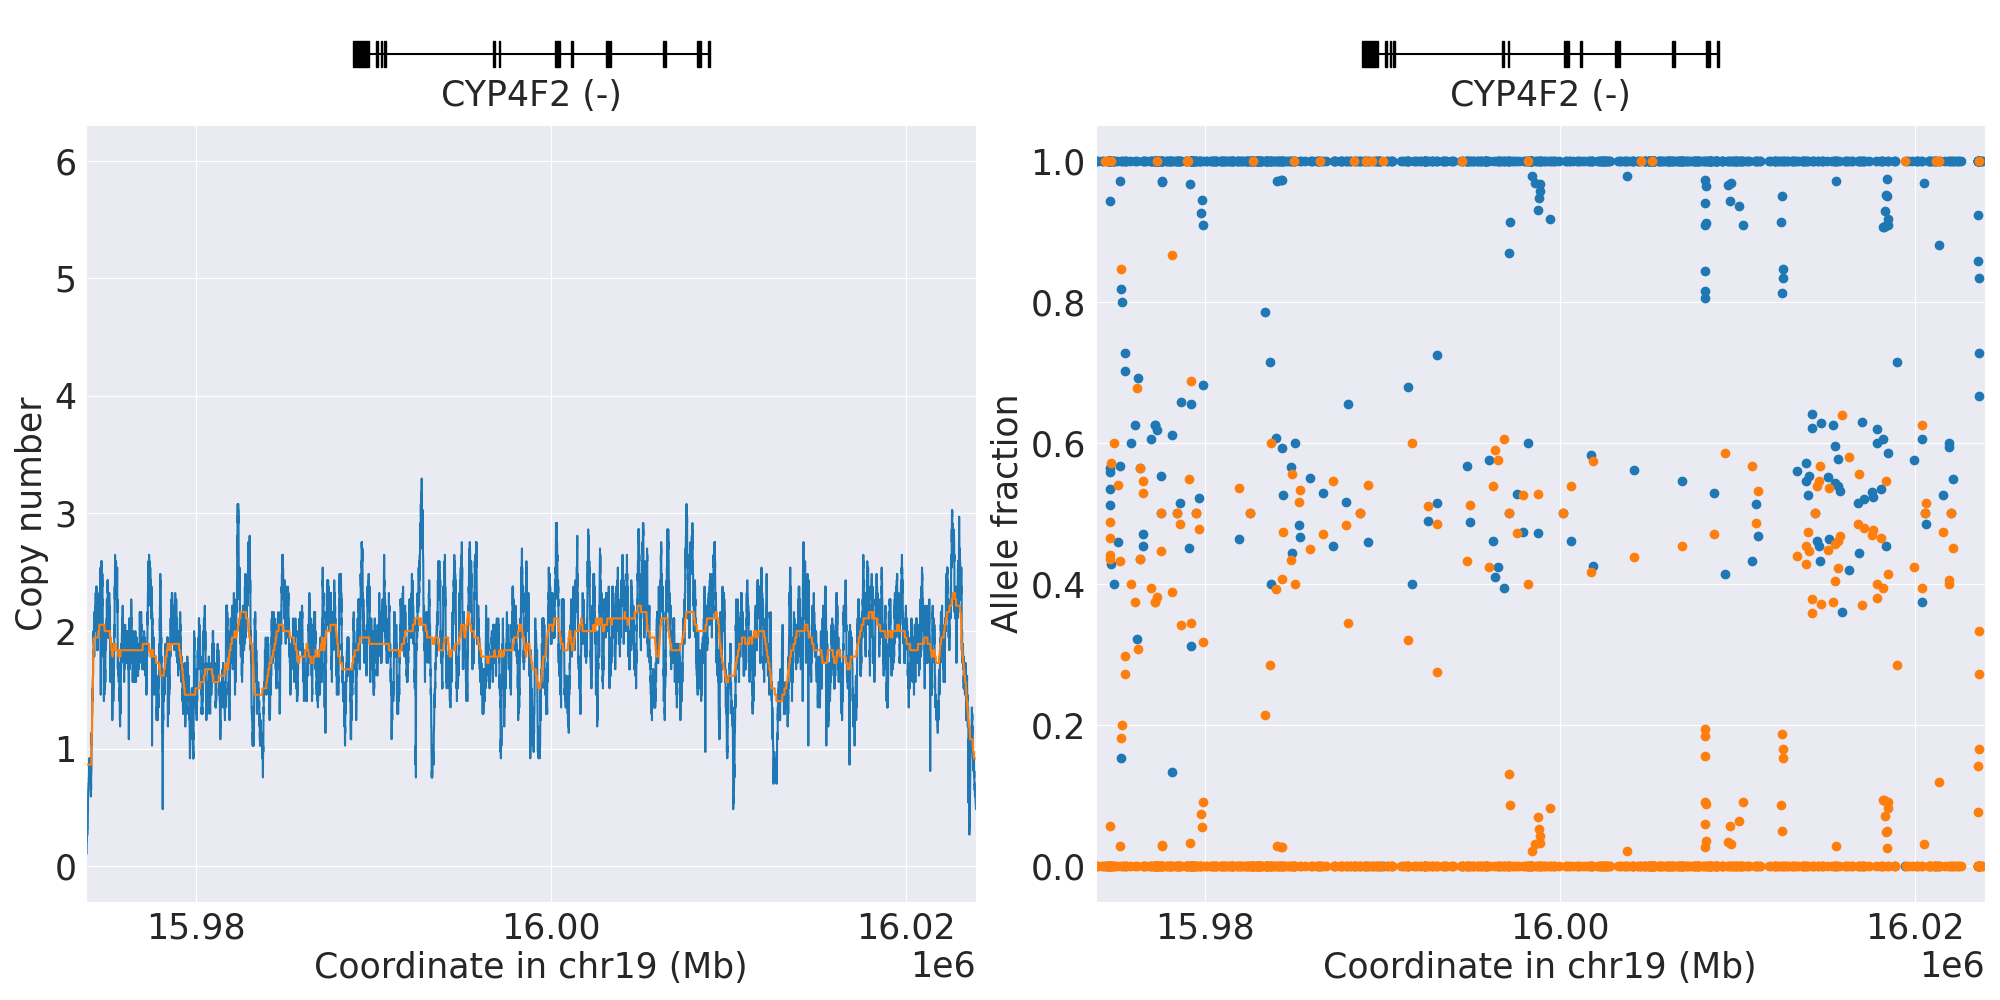 CYP4F2 (-)
6
5
4
3
2
1
0
Copy number
15.98
16.00
16.02
Coordinate in chr19 (Mb)
1e6
CYP4F2 (-)
1.0
0.8
0.6
0.4
0.2
0.0
Allele fraction
15.98
16.00
16.02
Coordinate in chr19 (Mb)
1e6